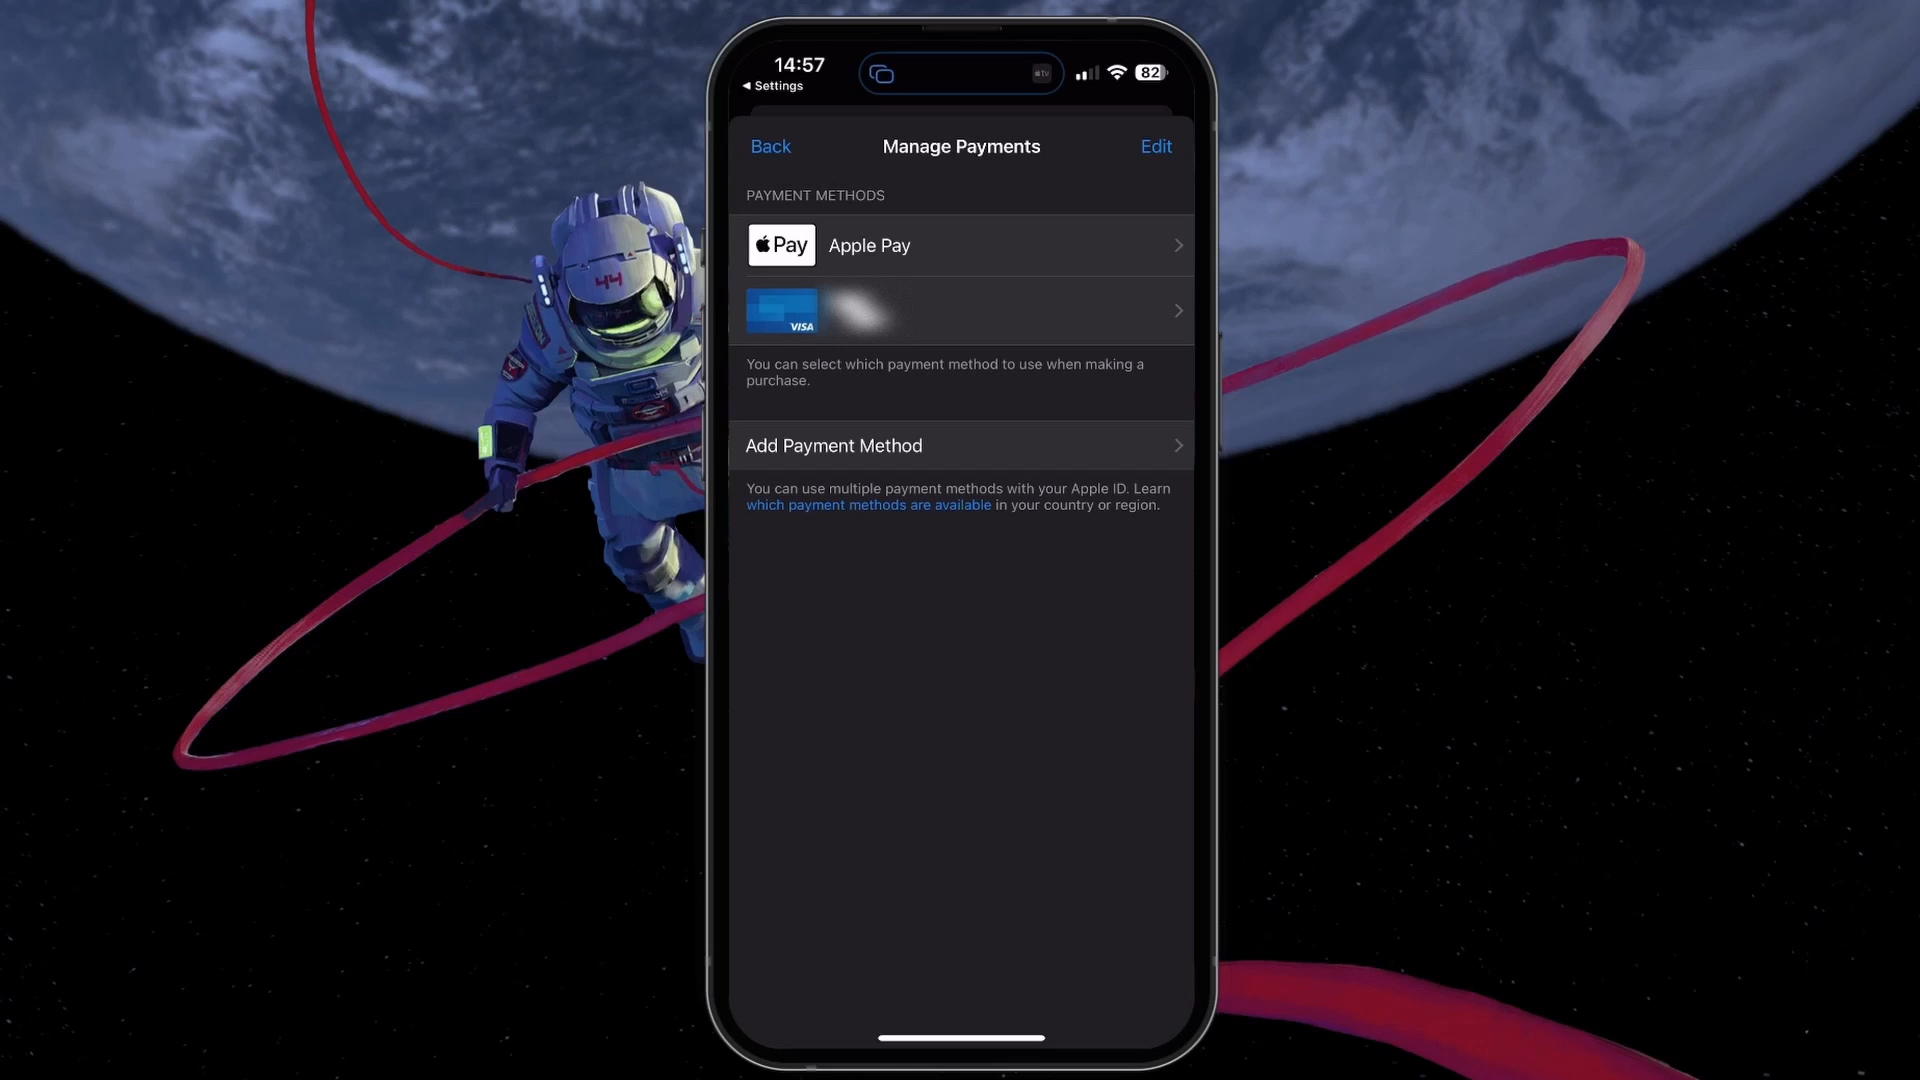 14:57
Settings
tv
82
Back
Manage Payments
Edit
PAYMENT METHODS
Pay
Apple Pay
VISA
You can select which payment method to use when making a
purchase.
Add Payment Method
You can use multiple payment methods with your Apple ID. Learn
which payment methods are available in your country or region.
44